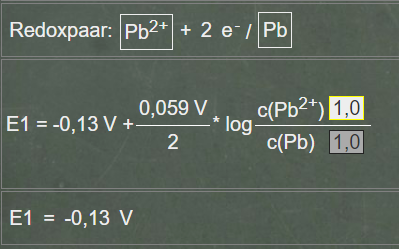 Redoxpaar: Pb²⁺ + 2 e⁻ / Pb
E1 = -0,13 V + 0,059 V / 2 * log c(Pb²⁺) 1,0 / c(Pb) 1,0
E1 = -0,13 V